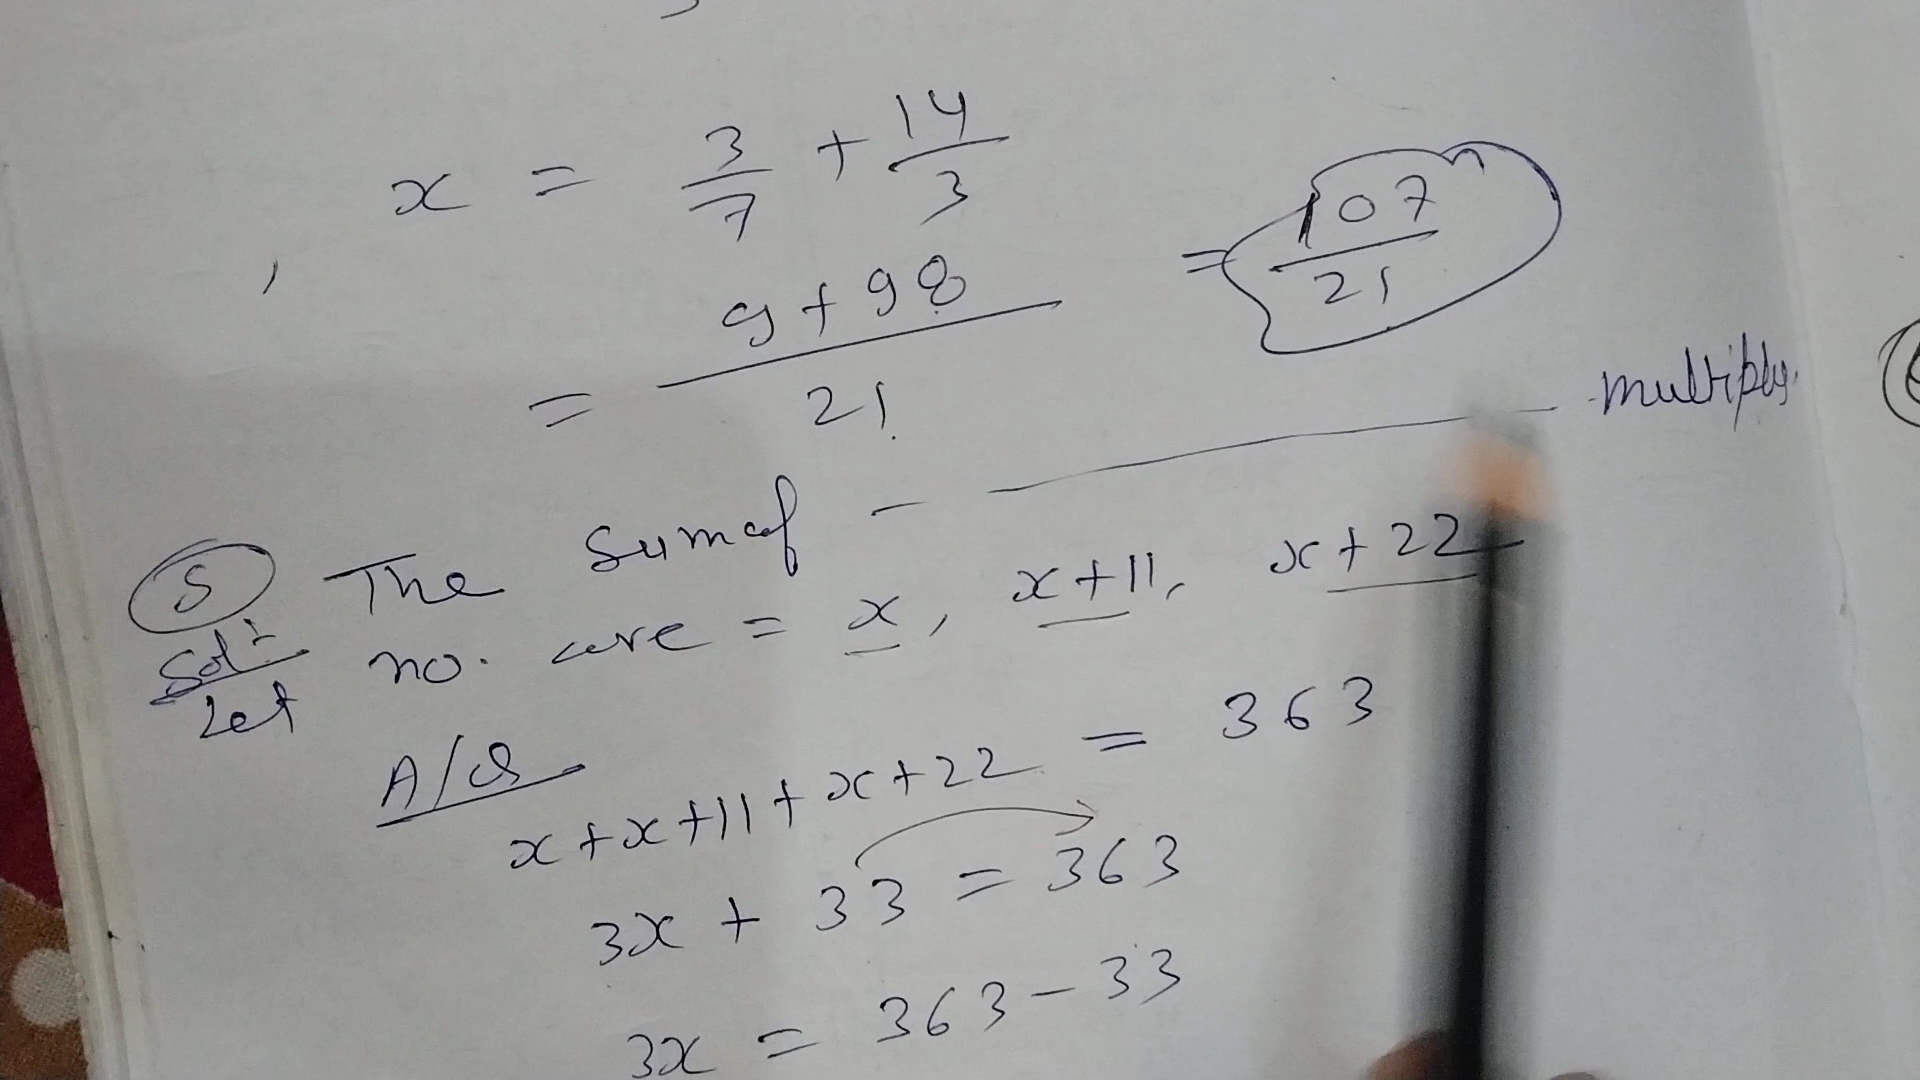 x = 3/7 + 14/3
= 9+98/21 = 107/21
5 The sum of - — multiply.
Sol: Let no. are = x, x+11, x+22
A/Q
x+x+11+x+22 = 363
3x + 33 = 363
3x = 363-33